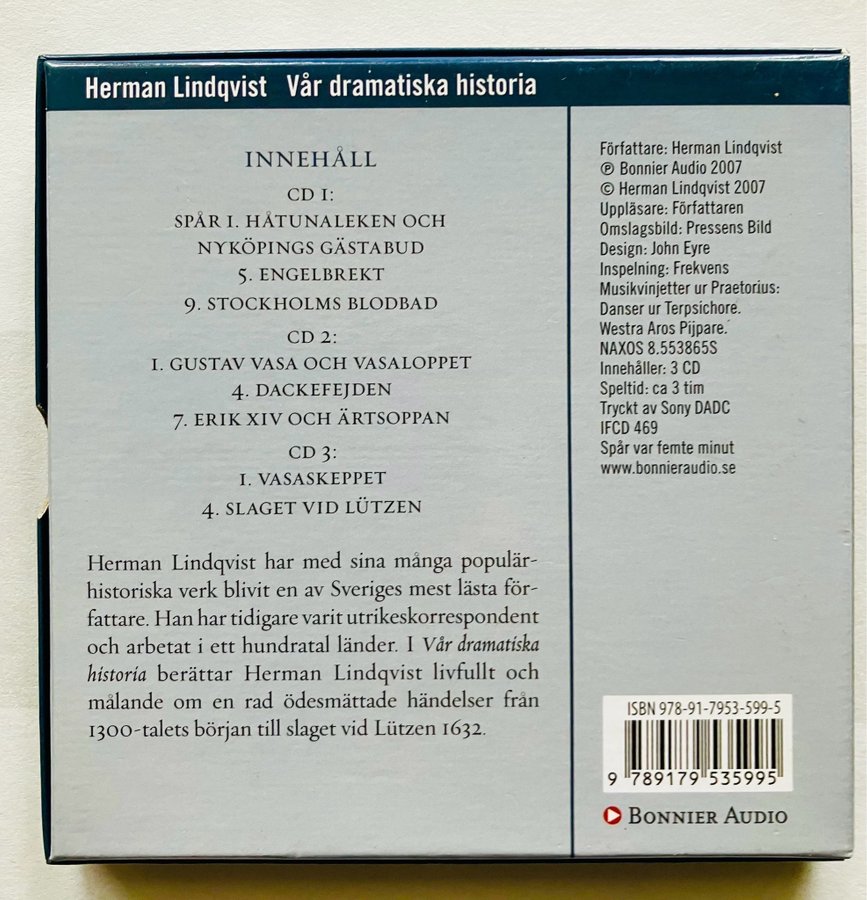 Herman Lindqvist Vår dramatiska historia
INNEHÅLL
CD 1:
SPÅR 1. HÅTUNALEKEN OCH
NYKÖPINGS GÄSTABUD
5. ENGELBREKT
9. STOCKHOLMS BLODBAD
CD 2:
1. GUSTAV VASA OCH VASALOPPET
4. DACKEFEJDEN
7. ERIK XIV OCH ÄRTSOPPAN
CD 3:
1. VASASKEPPET
4. SLAGET VID LÜTZEN
Herman Lindqvist har med sina många populär-
historiska verk blivit en av Sveriges mest lästa för-
fattare. Han har tidigare varit utrikeskorrespondent
och arbetat i ett hundratal länder. I Vår dramatiska
historia berättar Herman Lindqvist livfullt och
målande om en rad ödesmättade händelser från
1300-talets början till slaget vid Lützen 1632.
Författare: Herman Lindqvist
℗ Bonnier Audio 2007
© Herman Lindqvist 2007
Uppläsare: Författaren
Omslagsbild: Pressens Bild
Design: John Eyre
Inspelning: Frekvens
Musikvinjetter ur Praetorius:
Danser ur Terpsichore.
Westra Aros Pijpare.
NAXOS 8.553865S
Innehåller: 3 CD
Speltid: ca 3 tim
Tryckt av Sony DADC
IFCD 469
Spår var femte minut
www.bonnieraudio.se
ISBN 978-91-7953-599-5
9 789179 535995
BONNIER AUDIO